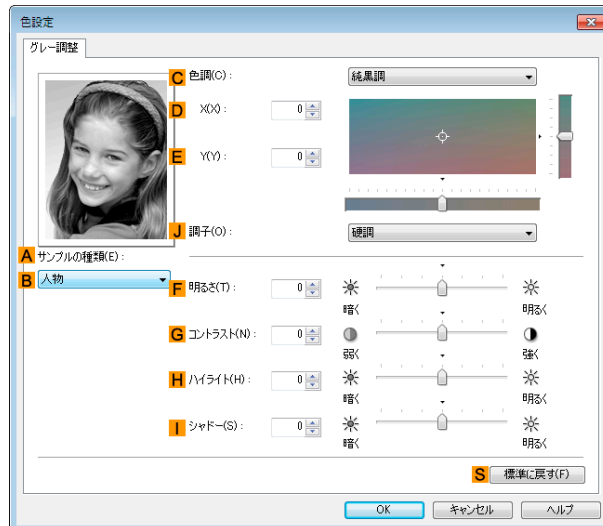 色設定
グレー調整
C 色調(C): 純黒調
D X(X): 0
E Y(Y): 0
J 調子(O): 硬調
A サンプルの種類(E):
B 人物
F 明るさ(T): 0
暗く 明るく
G コントラスト(N): 0
弱く 強く
H ハイライト(H): 0
暗く 明るく
I シャドー(S): 0
暗く 明るく
S 標準に戻す(F)
OK キャンセル ヘルプ